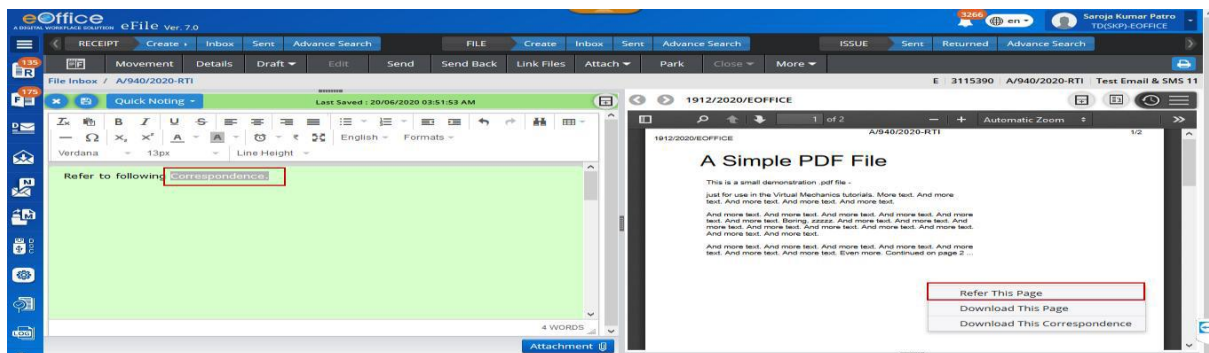 eOffice
A DIGITAL WORKPLACE SOLUTION
eFile Ver. 7.0
3266
en
Saroja Kumar Patro
TD(SKP)-EOFFICE
RECEIPT Create Inbox Sent Advance Search FILE Create Inbox Sent Advance Search ISSUE Sent Returned Advance Search
135
R
Movement Details Draft Edit Send Send Back Link Files Attach Park Close More
File Inbox / A/940/2020-RTI
E 3115390 A/940/2020-RTI Test Email & SMS 11
175
F
Quick Noting
Last Saved : 20/06/2020 03:51:53 AM
1912/2020/EOFFICE
B I U S
English Formats
Verdana 13px Line Height
1 of 2
Automatic Zoom
1912/2020/EOFFICE
A/940/2020-RTI
1/2
Refer to following Correspondence.
A Simple PDF File
This is a small demonstration .pdf file -
just for use in the Virtual Mechanics tutorials. More text. And more
text. And more text. And more text. And more text.
And more text. And more text. And more text. And more text. And more
text. And more text. Boring, zzzzz. And more text. And more text. And
more text. And more text. And more text. And more text. And more text.
And more text. And more text.
And more text. And more text. And more text. And more text. And more
text. And more text. And more text. Even more. Continued on page 2 ...
Refer This Page
Download This Page
Download This Correspondence
4 WORDS
Attachment